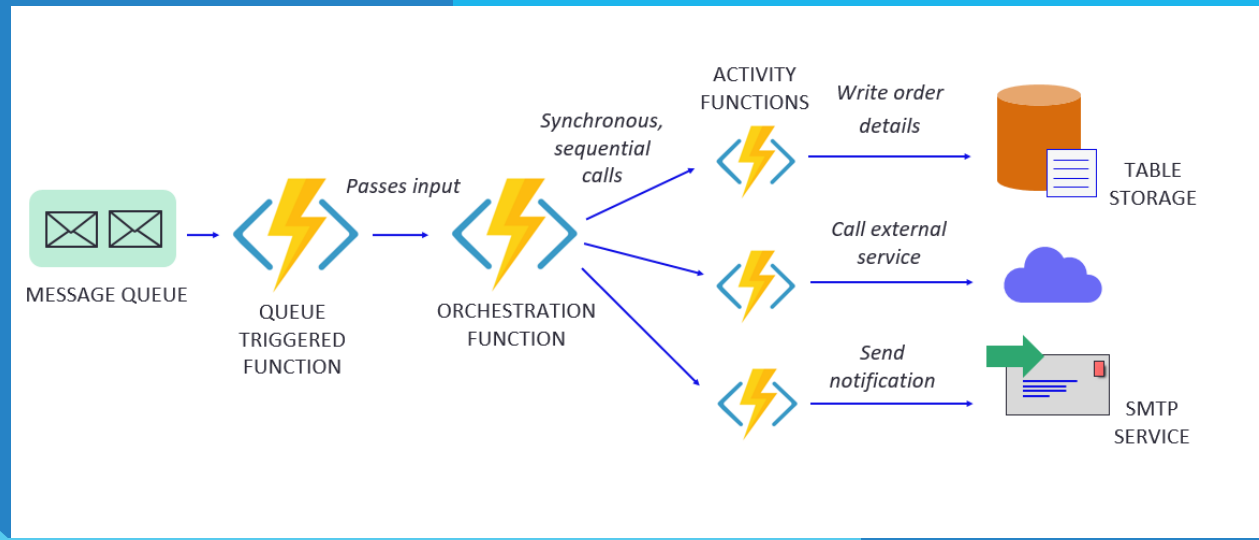 MESSAGE QUEUE
QUEUE
TRIGGERED
FUNCTION
Passes input
ORCHESTRATION
FUNCTION
Synchronous,
sequential
calls
ACTIVITY
FUNCTIONS
Write order
details
TABLE
STORAGE
Call external
service
Send
notification
SMTP
SERVICE